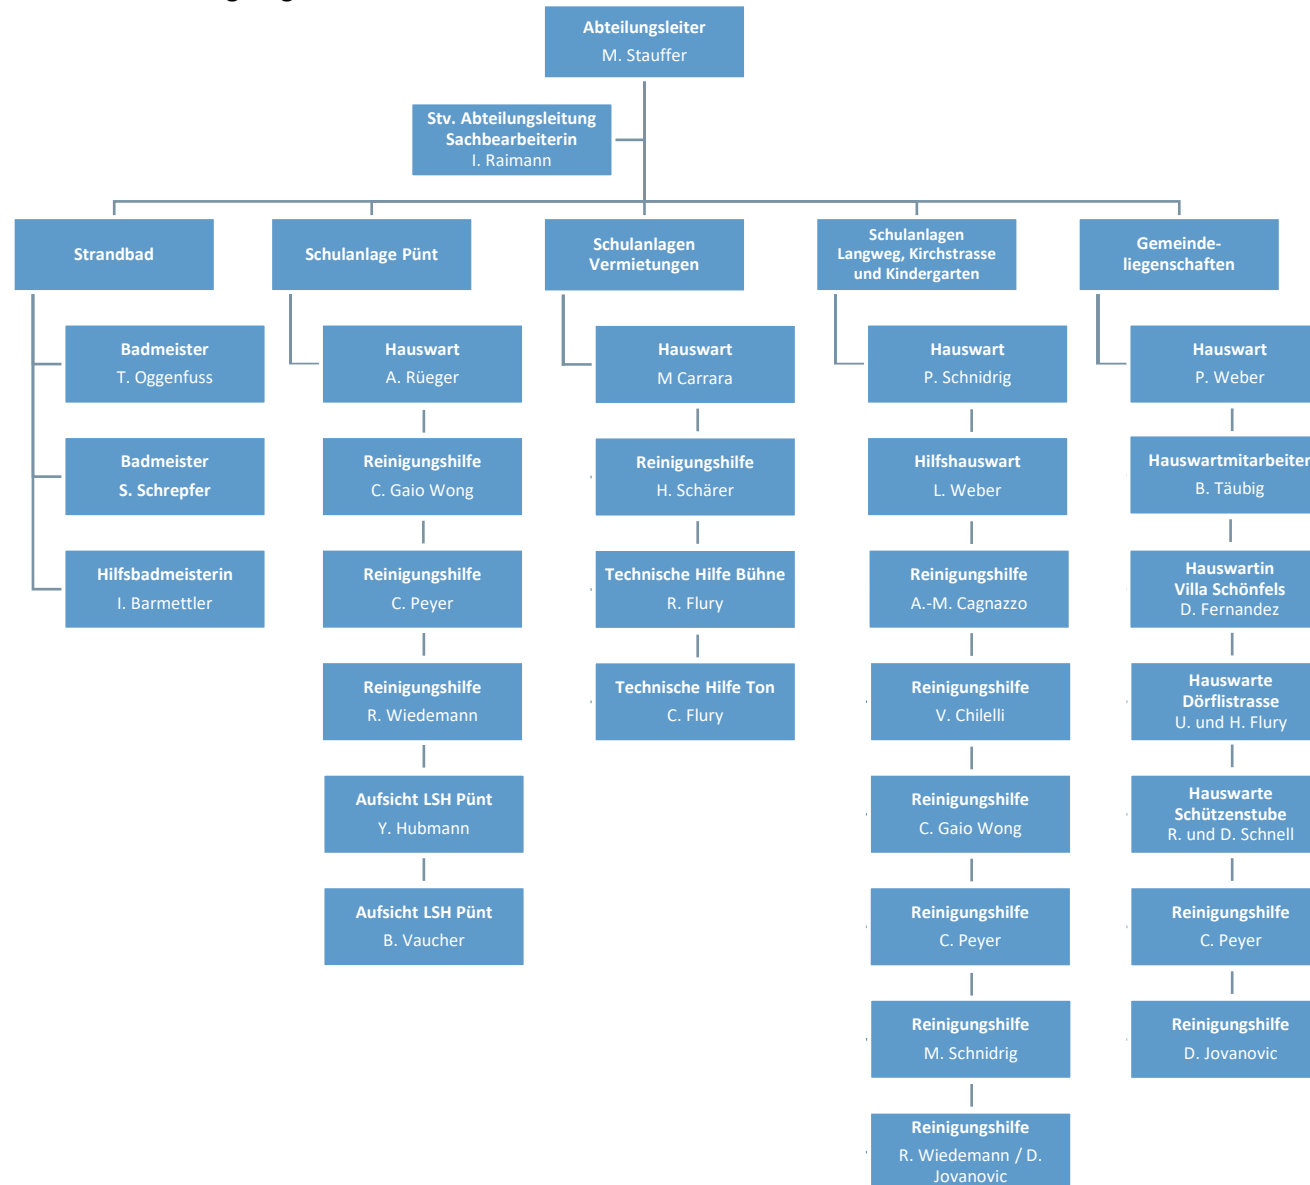 Abteilungsleiter
M. Stauffer
Stv. Abteilungsleitung
Sachbearbeiterin
I. Raimann
Strandbad
Badmeister
T. Oggenfuss
Badmeister
S. Schrepfer
Hilfsbadmeisterin
I. Barmettler
Schulanlage Pünt
Hauswart
A. Rüeger
Reinigungshilfe
C. Gaio Wong
Reinigungshilfe
C. Peyer
Reinigungshilfe
R. Wiedemann
Aufsicht LSH Pünt
Y. Hubmann
Aufsicht LSH Pünt
B. Vaucher
Schulanlagen
Vermietungen
Hauswart
M Carrara
Reinigungshilfe
H. Schärer
Technische Hilfe Bühne
R. Flury
Technische Hilfe Ton
C. Flury
Schulanlagen
Langweg, Kirchstrasse
und Kindergarten
Hauswart
P. Schnidrig
Hilfshauswart
L. Weber
Reinigungshilfe
A.-M. Cagnazzo
Reinigungshilfe
V. Chilelli
Reinigungshilfe
C. Gaio Wong
Reinigungshilfe
C. Peyer
Reinigungshilfe
M. Schnidrig
Reinigungshilfe
R. Wiedemann / D.
Jovanovic
Gemeinde-
liegenschaften
Hauswart
P. Weber
Hauswartmitarbeiter
B. Täubig
Hauswartin
Villa Schönfels
D. Fernandez
Hauswarte
Dörflistrasse
U. und H. Flury
Hauswarte
Schützenstube
R. und D. Schnell
Reinigungshilfe
C. Peyer
Reinigungshilfe
D. Jovanovic